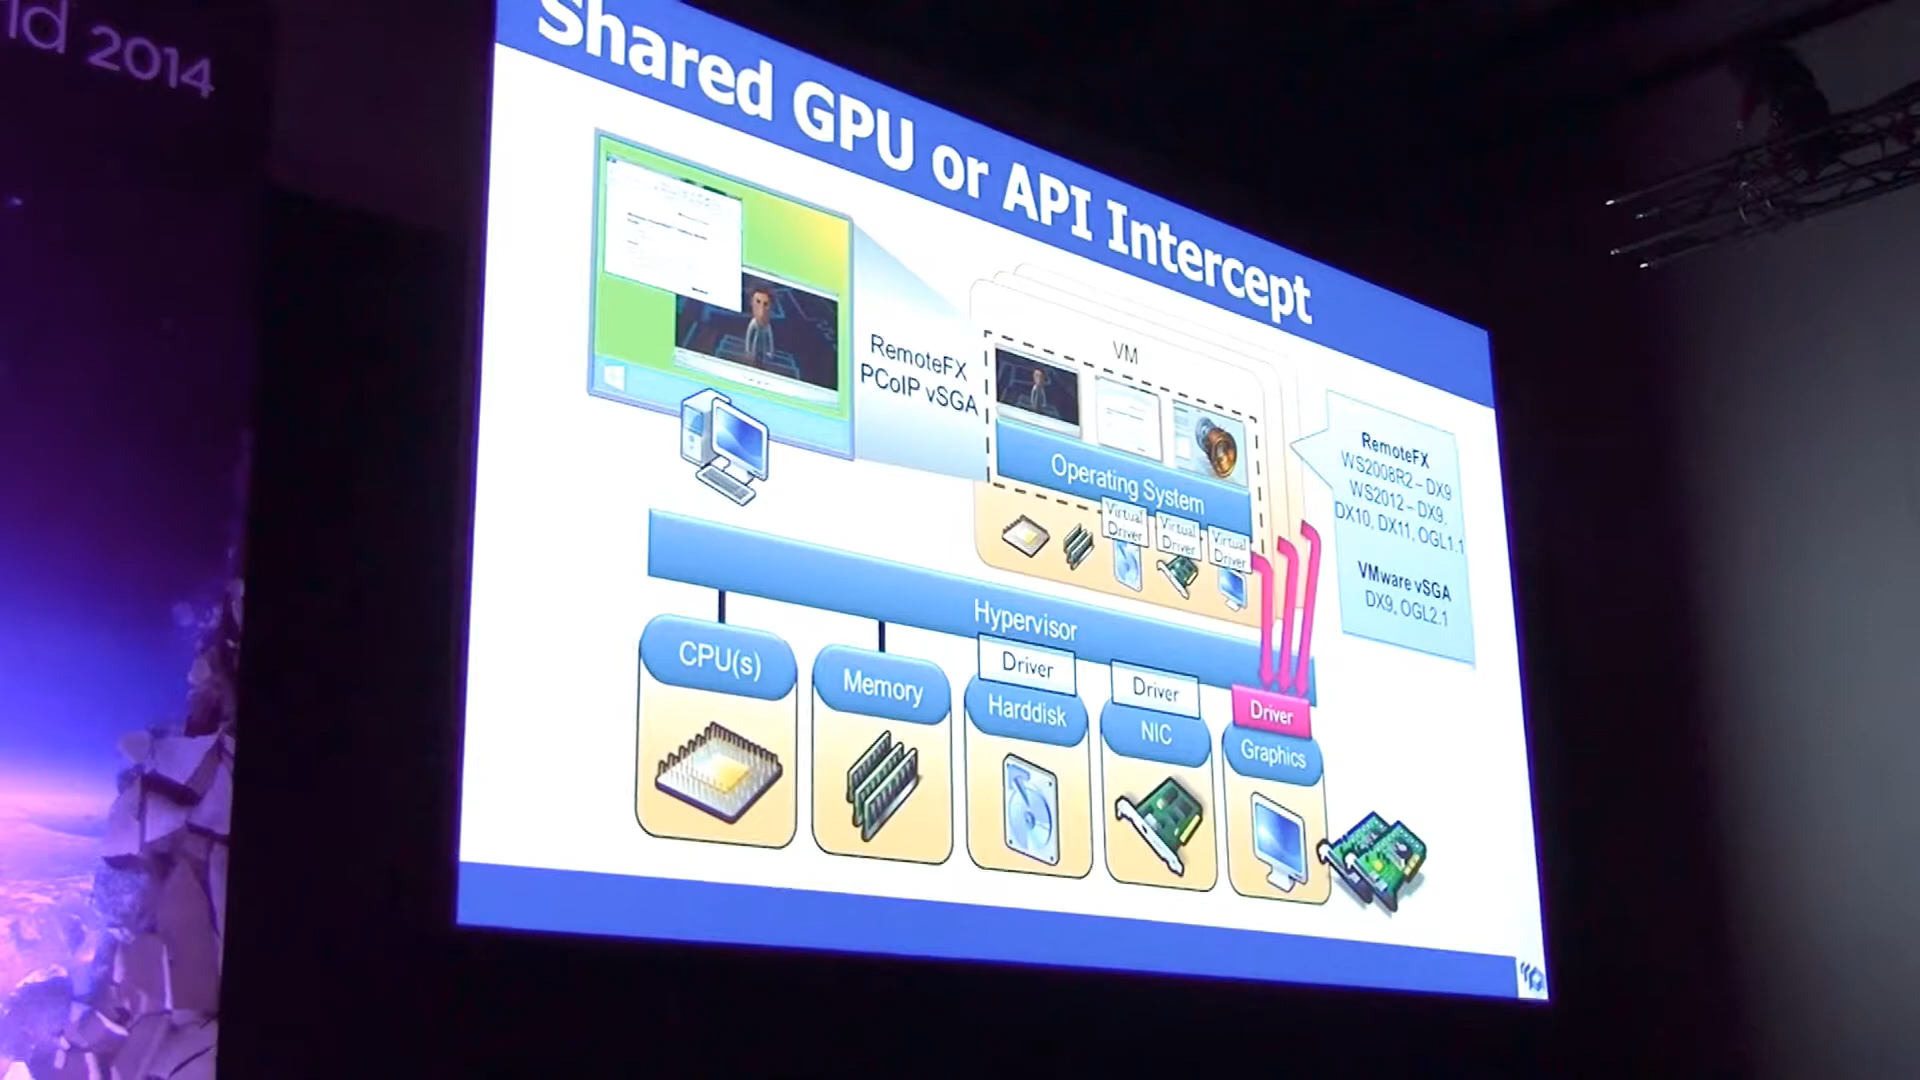 ld 2014
Shared GPU or API Intercept
RemoteFX
PCoIP vSGA
VM
Operating System
Virtual
Driver
Virtual
Driver
Virtual
Driver
RemoteFX
WS2008R2 – DX9
WS2012 – DX9,
DX10, DX11, OGL1.1
VMware vSGA
DX9, OGL2.1
Hypervisor
CPU(s)
Memory
Driver
Harddisk
Driver
NIC
Driver
Graphics